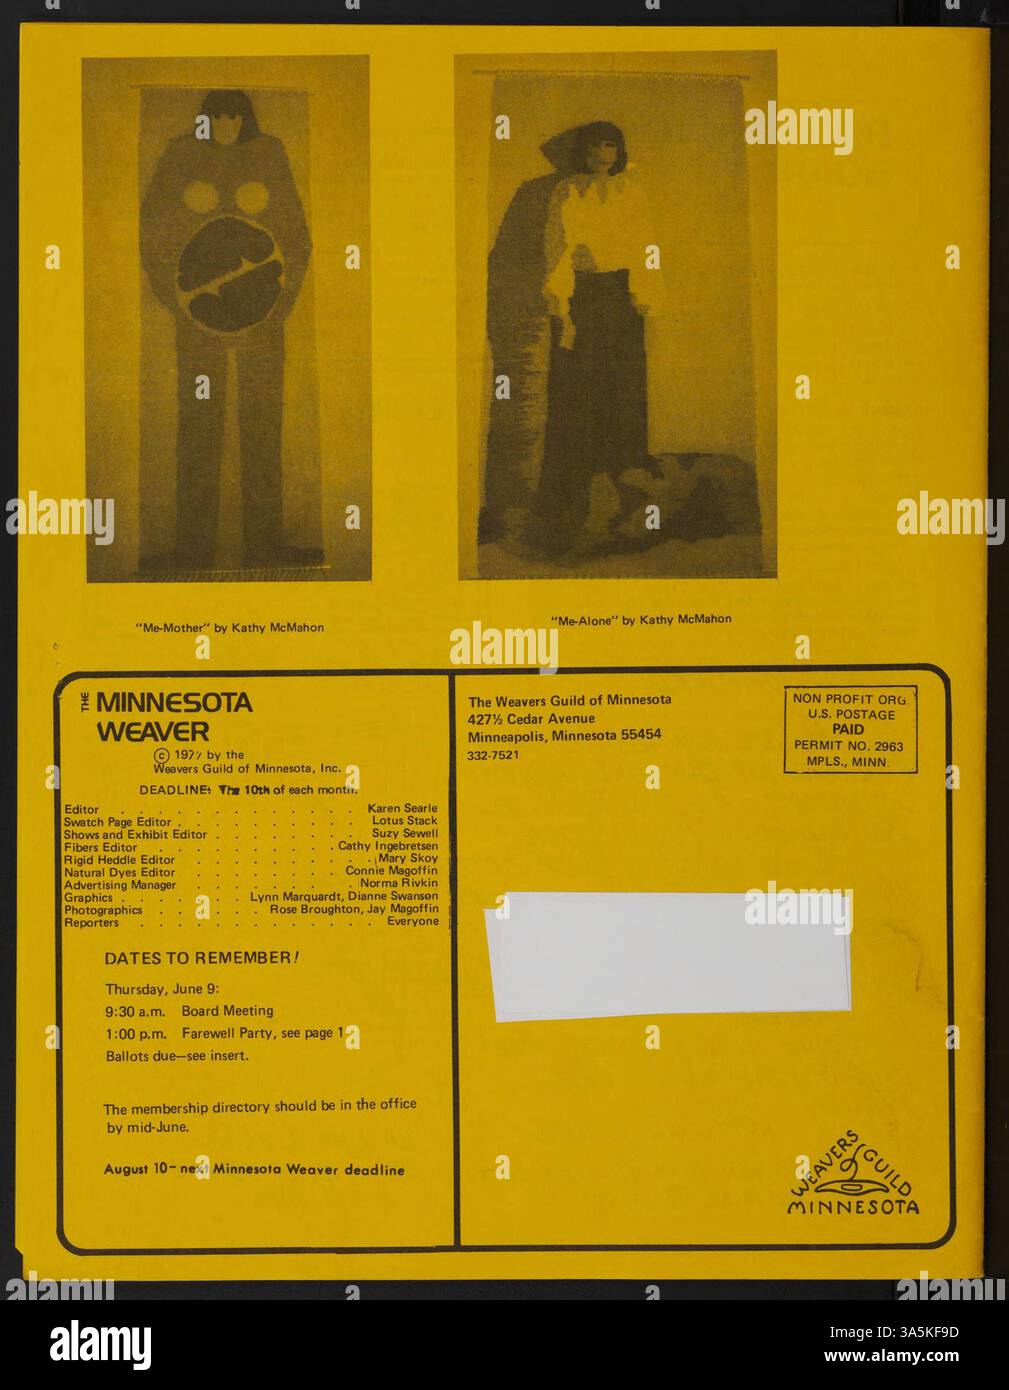 "Me-Mother" by Kathy McMahon
"Me-Alone" by Kathy McMahon
THE MINNESOTA
WEAVER
© 1977 by the
Weavers Guild of Minnesota, Inc.
DEADLINE: The 10th of each month.
Editor . . . . . . . . . . . . . Karen Searle
Swatch Page Editor . . . . . . . . . . Lotus Stack
Shows and Exhibit Editor . . . . . . . . Suzy Sewell
Fibers Editor . . . . . . . . . . Cathy Ingebretsen
Rigid Heddle Editor . . . . . . . . . . Mary Skoy
Natural Dyes Editor . . . . . . . . Connie Magoffin
Advertising Manager . . . . . . . . Norma Rivkin
Graphics . . . . . . . Lynn Marquardt, Dianne Swanson
Photographics . . . . . . Rose Broughton, Jay Magoffin
Reporters . . . . . . . . . . . . . Everyone
DATES TO REMEMBER!
Thursday, June 9:
9:30 a.m. Board Meeting
1:00 p.m. Farewell Party, see page 1
Ballots due—see insert.
The membership directory should be in the office
by mid-June.
August 10— next Minnesota Weaver deadline
The Weavers Guild of Minnesota
427½ Cedar Avenue
Minneapolis, Minnesota 55454
332-7521
NON PROFIT ORG.
U.S. POSTAGE
PAID
PERMIT NO. 2963
MPLS., MINN.
WEAVERS GUILD
MINNESOTA
alamy
alamy
alamy
alamy
Image ID: 3A5KF9D
www.alamy.com